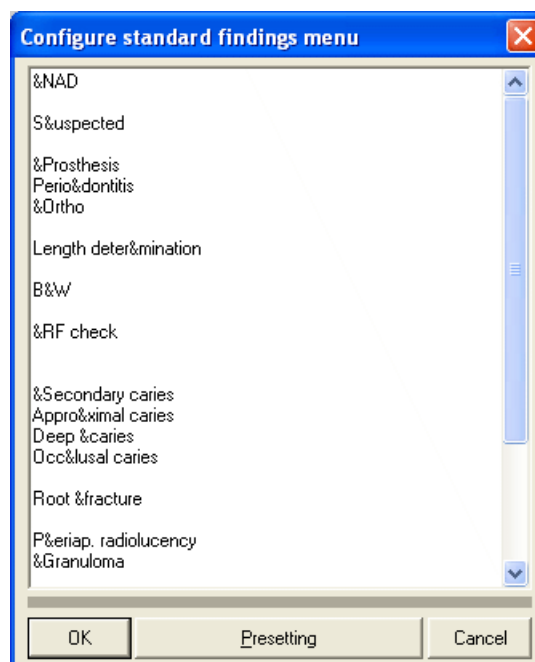 Configure standard findings menu
&NAD
S&uspected
&Prosthesis
Perio&dontitis
&Ortho
Length deter&mination
B&W
&RF check
&Secondary caries
Appro&ximal caries
Deep &caries
Occ&lusal caries
Root &fracture
P&eriap. radiolucency
&Granuloma
OK
Presetting
Cancel